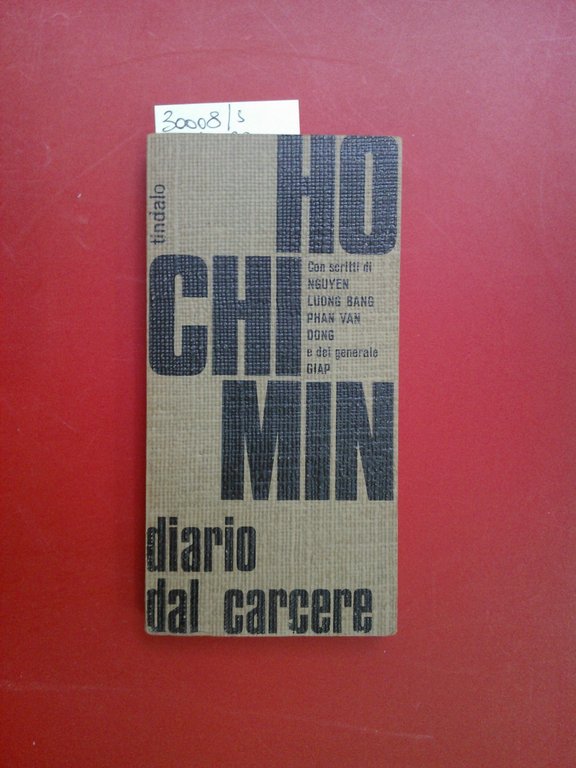 30008/s
tindalo
HO
CHI
MIN
Con scritti di
NGUYEN
LUONG BANG
PHAN VAN
DONG
e del generale
GIAP
diario
dal carcere